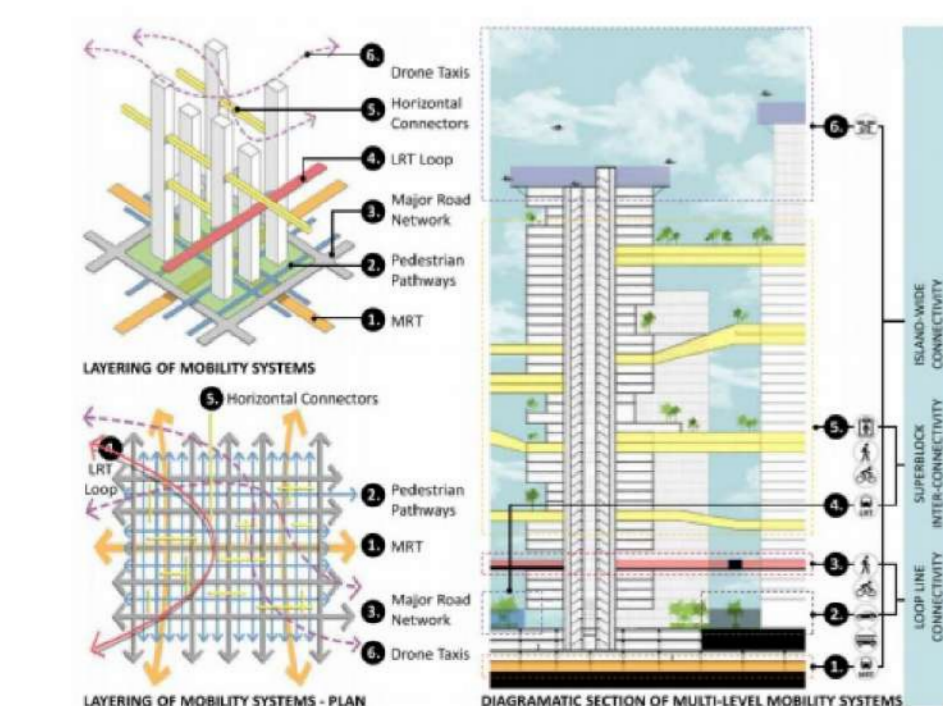 6.
Drone Taxis
5.
Horizontal
Connectors
4.
LRT Loop
3.
Major Road
Network
2.
Pedestrian
Pathways
1.
MRT
LAYERING OF MOBILITY SYSTEMS
5.
Horizontal Connectors
4.
LRT
Loop
2.
Pedestrian
Pathways
1.
MRT
3.
Major Road
Network
6.
Drone Taxis
LAYERING OF MOBILITY SYSTEMS - PLAN
6.
5.
4.
LRT
3.
2.
1.
MRT
ISLAND-WIDE
CONNECTIVITY
SUPERBLOCK
INTER-CONNECTIVITY
LOOP LINE
CONNECTIVITY
DIAGRAMATIC SECTION OF MULTI-LEVEL MOBILITY SYSTEMS